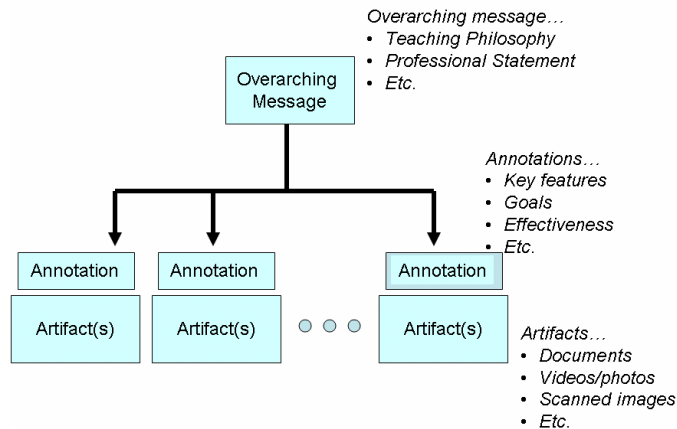 Overarching message…
• Teaching Philosophy
• Professional Statement
• Etc.
Overarching
Message
Annotations…
• Key features
• Goals
• Effectiveness
• Etc.
Annotation
Annotation
Annotation
Artifact(s)
Artifact(s)
Artifact(s)
Artifacts…
• Documents
• Videos/photos
• Scanned images
• Etc.